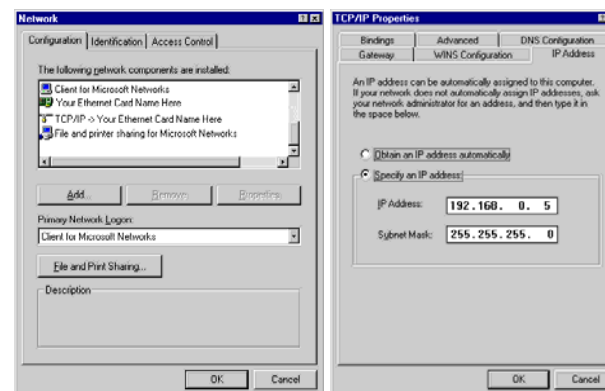 Network
Configuration Identification Access Control
The following network components are installed:
Client for Microsoft Networks
Your Ethernet Card Name Here
TCP/IP -> Your Ethernet Card Name Here
File and printer sharing for Microsoft Networks
Add... Remove Properties
Primary Network Logon:
Client for Microsoft Networks
File and Print Sharing...
Description
OK Cancel
TCP/IP Properties
Bindings Advanced DNS Configuration
Gateway WINS Configuration IP Address
An IP address can be automatically assigned to this computer.
If your network does not automatically assign IP addresses, ask
your network administrator for an address, and then type it in
the space below.
Obtain an IP address automatically
Specify an IP address:
IP Address: 192.168. 0. 5
Subnet Mask: 255.255.255. 0
OK Cancel